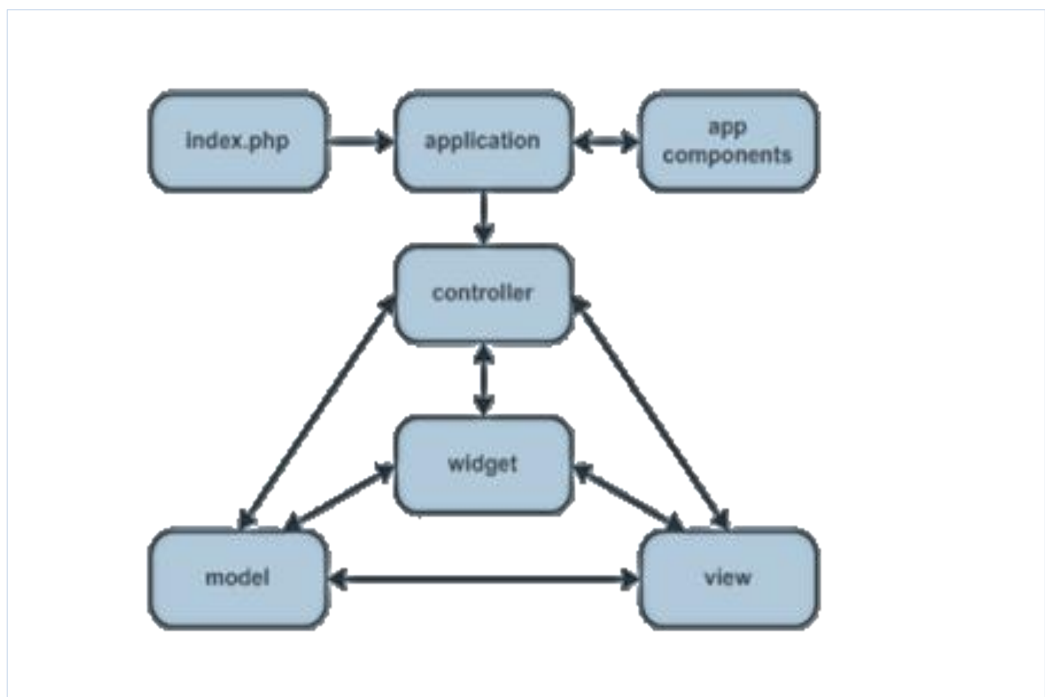 index.php
application
app
components
controller
widget
model
view